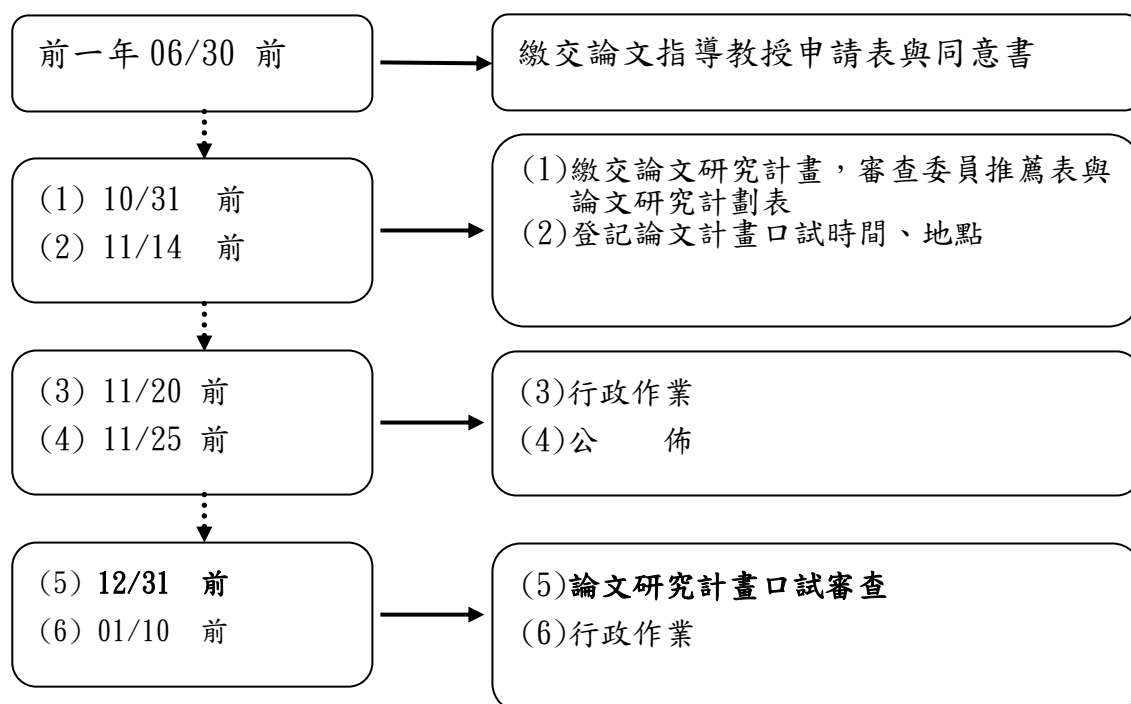 前一年 06/30 前
繳交論文指導教授申請表與同意書
(1) 10/31 前
(2) 11/14 前
(1)繳交論文研究計畫，審查委員推薦表與
論文研究計劃表
(2)登記論文計畫口試時間、地點
(3) 11/20 前
(4) 11/25 前
(3)行政作業
(4)公 佈
(5) 12/31 前
(6) 01/10 前
(5)論文研究計畫口試審查
(6)行政作業